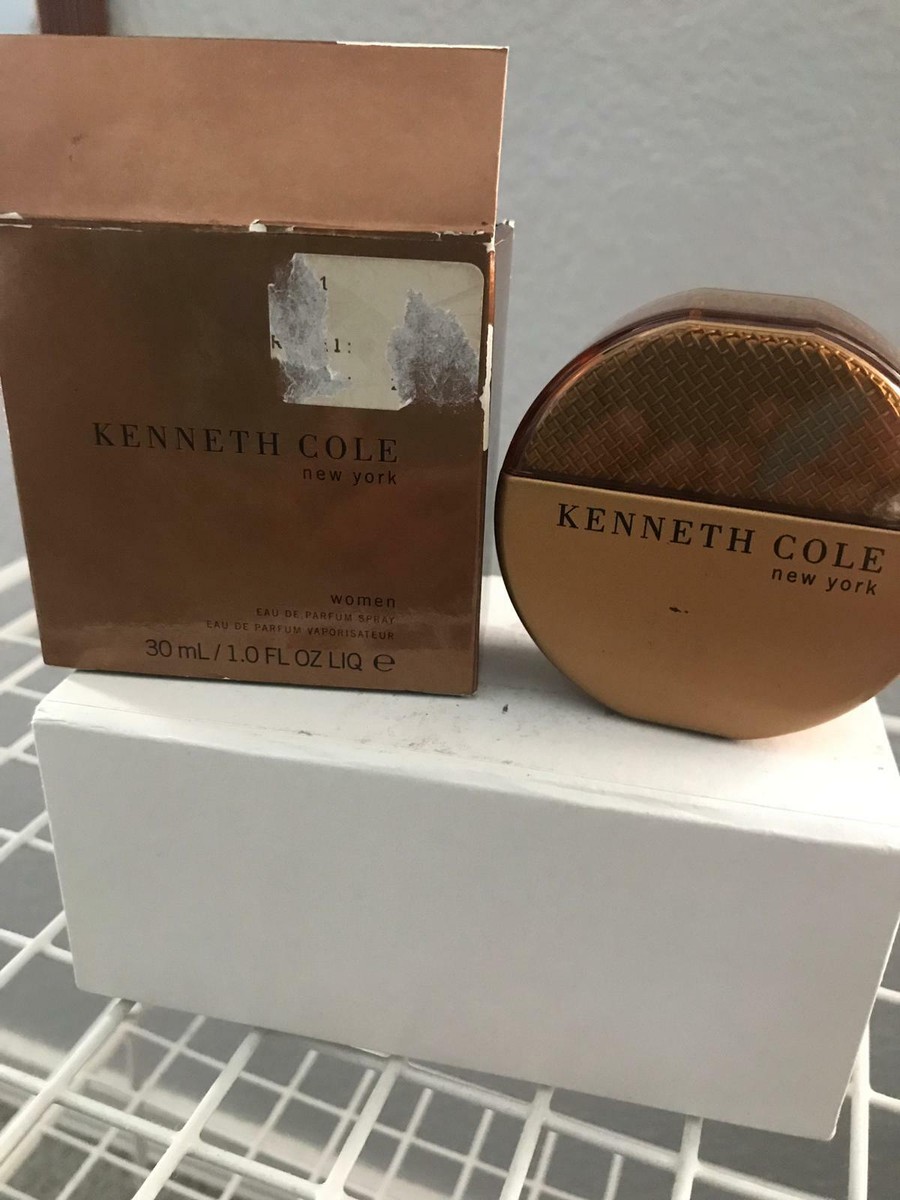 KENNETH COLE
new york
women
EAU DE PARFUM SPRAY
EAU DE PARFUM VAPORISATEUR
30 mL / 1.0 FL OZ LIQ ℮
KENNETH COLE
new york